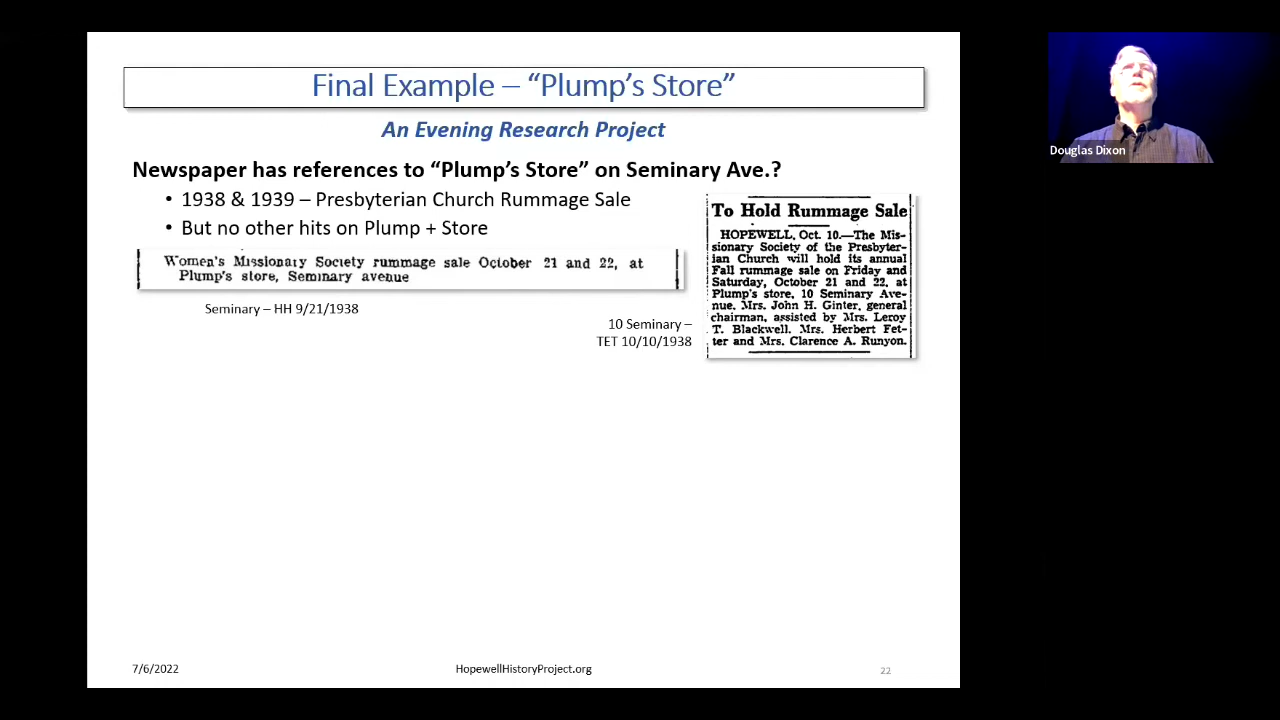 Final Example – “Plump’s Store”
An Evening Research Project
Newspaper has references to “Plump’s Store” on Seminary Ave.?
• 1938 & 1939 – Presbyterian Church Rummage Sale
• But no other hits on Plump + Store
Women's Missionary Society rummage sale October 21 and 22, at
Plump's store, Seminary avenue
Seminary – HH 9/21/1938
To Hold Rummage Sale
HOPEWELL, Oct. 10.—The Mis-
sionary Society of the Presbyter-
ian Church will hold its annual
Fall rummage sale on Friday and
Saturday, October 21 and 22, at
Plump's store, 10 Seminary Ave-
nue. Mrs. John H. Ginter, general
chairman, assisted by Mrs. Leroy
T. Blackwell, Mrs. Herbert Fet-
ter and Mrs. Clarence A. Runyon.
10 Seminary –
TET 10/10/1938
7/6/2022
HopewellHistoryProject.org
22
Douglas Dixon